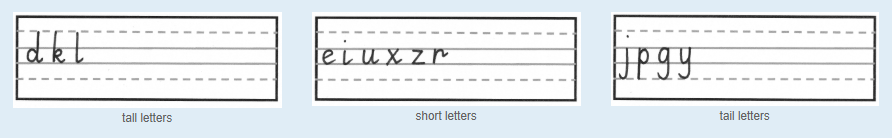 d k l
e i u x z r
j p g y
tall letters
short letters
tail letters